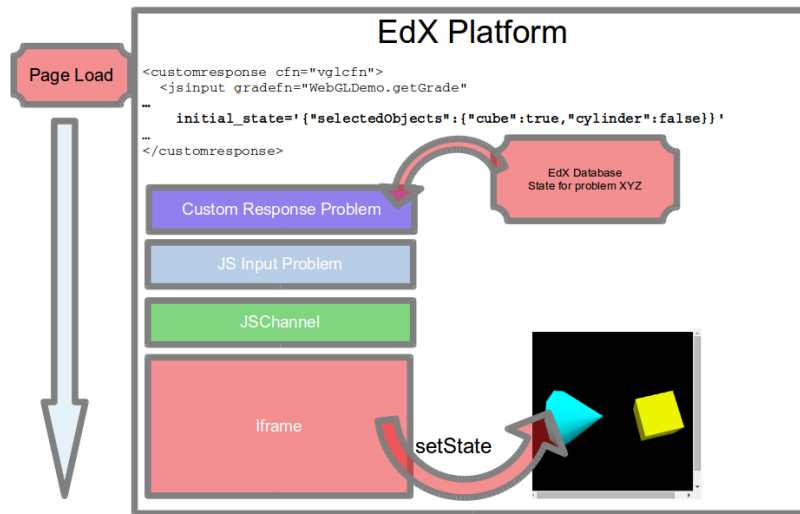 EdX Platform
Page Load
<customresponse cfn="vglcfn">
<jsinput gradefn="WebGLDemo.getGrade"
…
initial_state='{"selectedObjects":{"cube":true,"cylinder":false}}'
…
</customresponse>
EdX Database
State for problem XYZ
Custom Response Problem
JS Input Problem
JSChannel
Iframe
setState